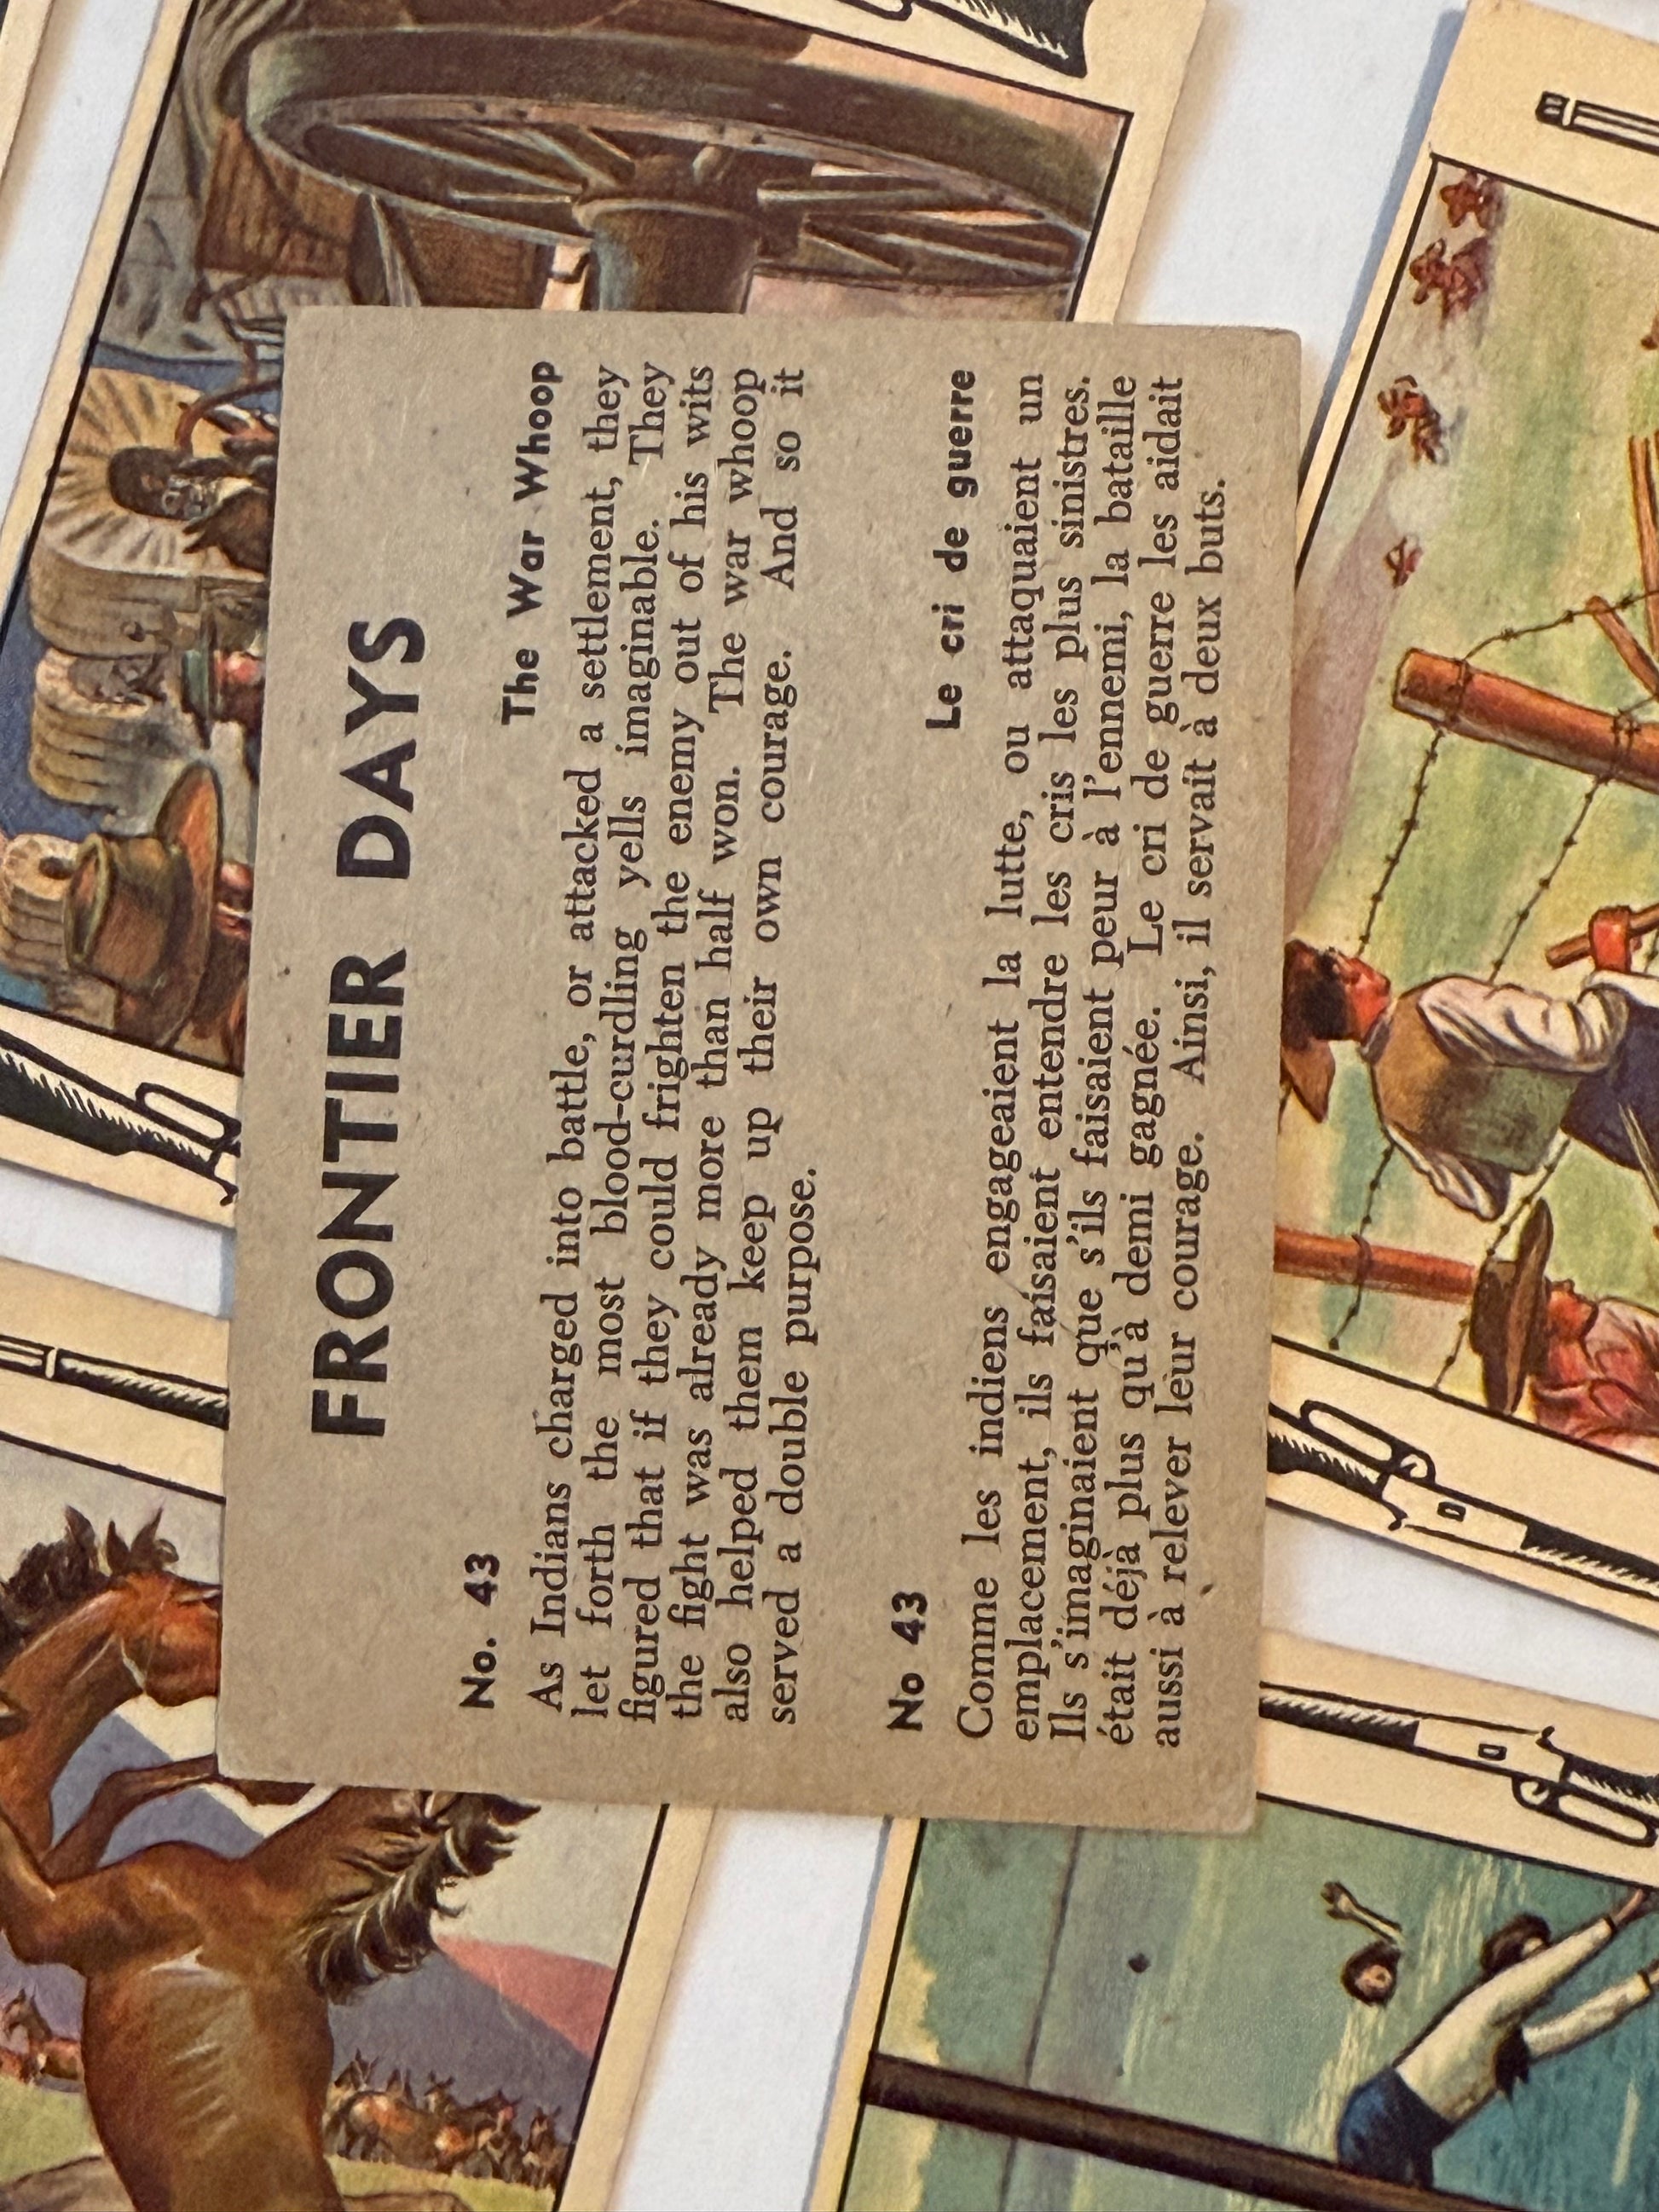 FRONTIER DAYS
No. 43 The War Whoop
As Indians charged into battle, or attacked a settlement, they
let forth the most blood-curdling yells imaginable. They
figured that if they could frighten the enemy out of his wits
the fight was already more than half won. The war whoop
also helped them keep up their own courage. And so it
served a double purpose.
No 43 Le cri de guerre
Comme les indiens engageaient la lutte, ou attaquaient un
emplacement, ils faisaient entendre les cris les plus sinistres.
Ils s'imaginaient que s'ils faisaient peur à l'ennemi, la bataille
était déjà plus qu'à demi gagnée. Le cri de guerre les aidait
aussi à relever leur courage. Ainsi, il servait à deux buts.